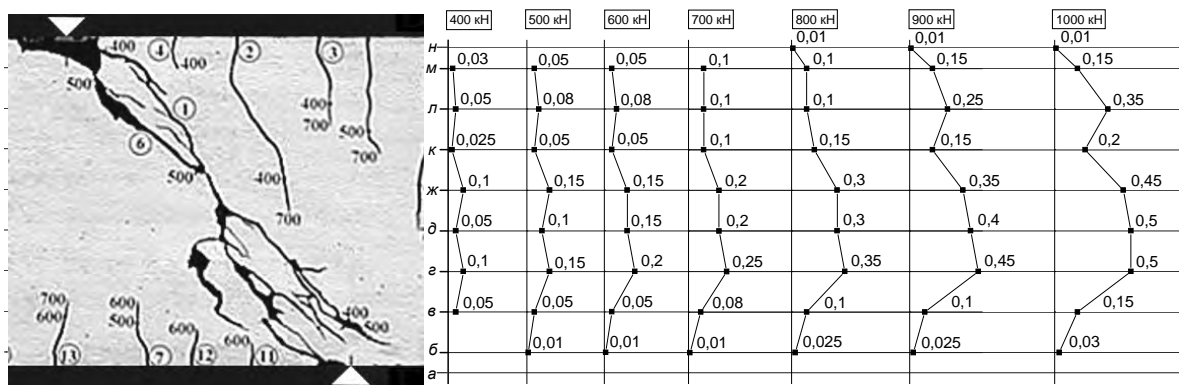 400 кН 500 кН 600 кН 700 кН 800 кН 900 кН 1000 кН
н 0,01 0,01 0,01
м 0,03 0,05 0,05 0,1 0,1 0,15 0,15
л 0,05 0,08 0,08 0,1 0,1 0,25 0,35
к 0,025 0,05 0,05 0,1 0,15 0,15 0,2
ж 0,1 0,15 0,15 0,2 0,3 0,35 0,45
д 0,05 0,1 0,15 0,2 0,3 0,4 0,5
г 0,1 0,15 0,2 0,25 0,35 0,45 0,5
в 0,05 0,05 0,05 0,08 0,1 0,1 0,15
б 0,01 0,01 0,01 0,025 0,025 0,03
а
400 4 2 3
400
500
1 400
700 500
6 700
500 400
700
700 600
600 500 400
600 600 500
13 7 12 11